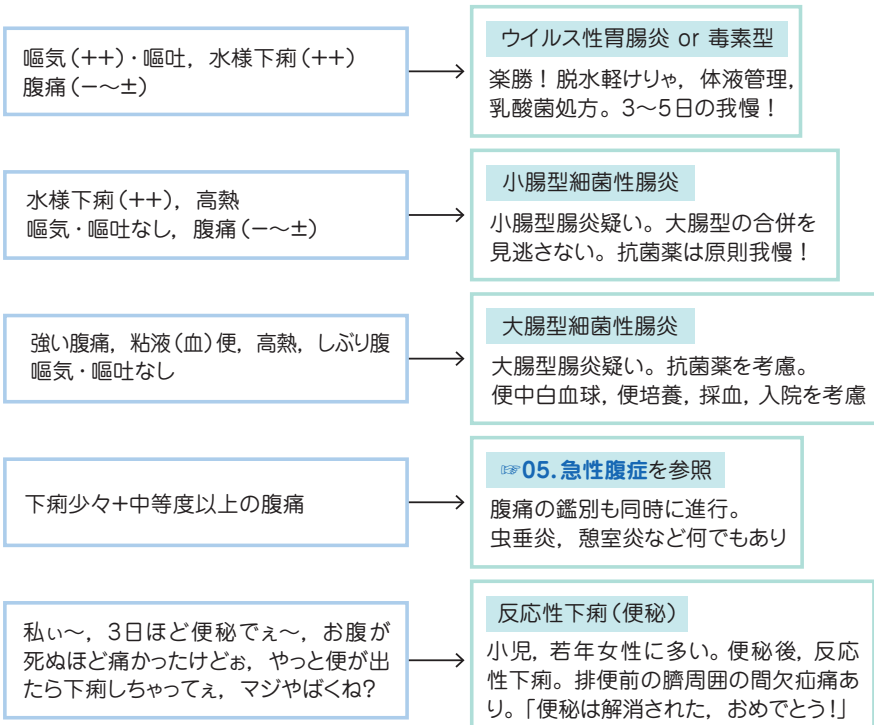 嘔気(++)・嘔吐，水様下痢(++)
腹痛(ー〜±)
ウイルス性胃腸炎 or 毒素型
楽勝！脱水軽けりゃ，体液管理，
乳酸菌処方。3〜5日の我慢！
水様下痢(++)，高熱
嘔気・嘔吐なし，腹痛(ー〜±)
小腸型細菌性腸炎
小腸型腸炎疑い。大腸型の合併を
見逃さない。抗菌薬は原則我慢！
強い腹痛，粘液(血)便，高熱，しぶり腹
嘔気・嘔吐なし
大腸型細菌性腸炎
大腸型腸炎疑い。抗菌薬を考慮。
便中白血球，便培養，採血，入院を考慮
下痢少々+中等度以上の腹痛
☞05.急性腹症を参照
腹痛の鑑別も同時に進行。
虫垂炎，憩室炎など何でもあり
私ぃ〜，3日ほど便秘でぇ〜，お腹が
死ぬほど痛かったけどぉ，やっと便が出
たら下痢しちゃってぇ，マジやばくね?
反応性下痢(便秘)
小児，若年女性に多い。便秘後，反応
性下痢。排便前の臍周囲の間欠疝痛あ
り。「便秘は解消された，おめでとう！」